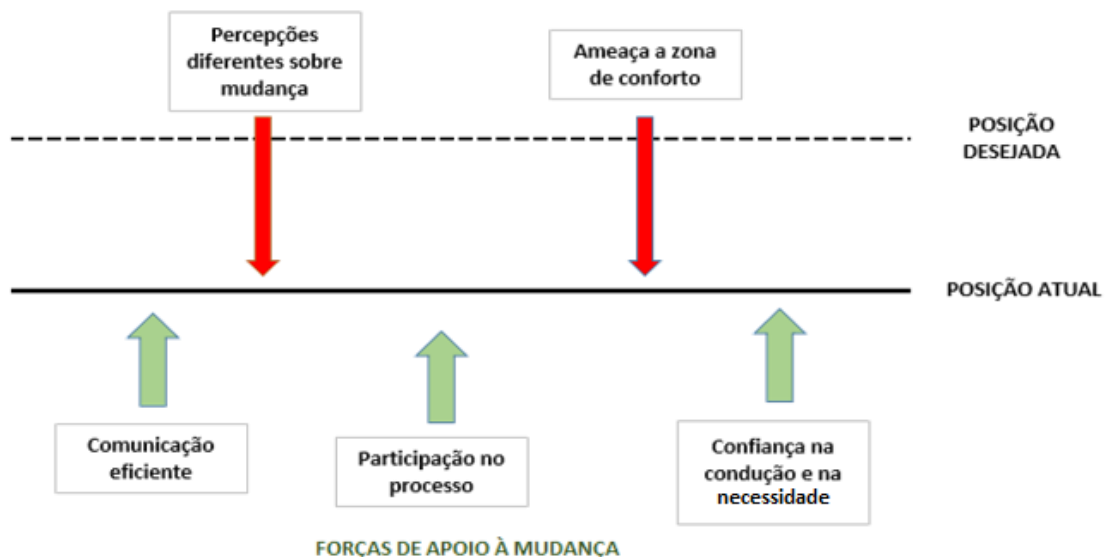 Percepções
diferentes sobre
mudança
Ameaça a zona
de conforto
POSIÇÃO
DESEJADA
POSIÇÃO ATUAL
Comunicação
eficiente
Participação no
processo
Confiança na
condução e na
necessidade
FORÇAS DE APOIO À MUDANÇA